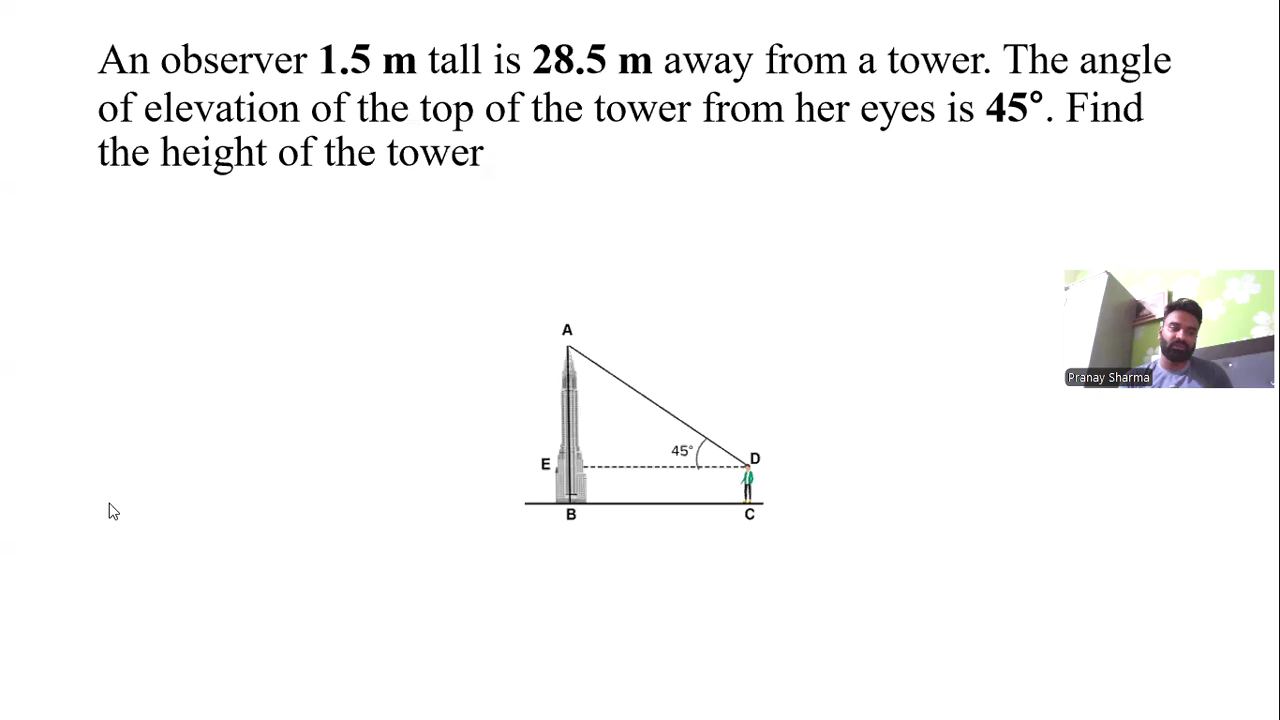 An observer 1.5 m tall is 28.5 m away from a tower. The angle
of elevation of the top of the tower from her eyes is 45°. Find
the height of the tower
A
45°
D
E
B
C
Pranay Sharma